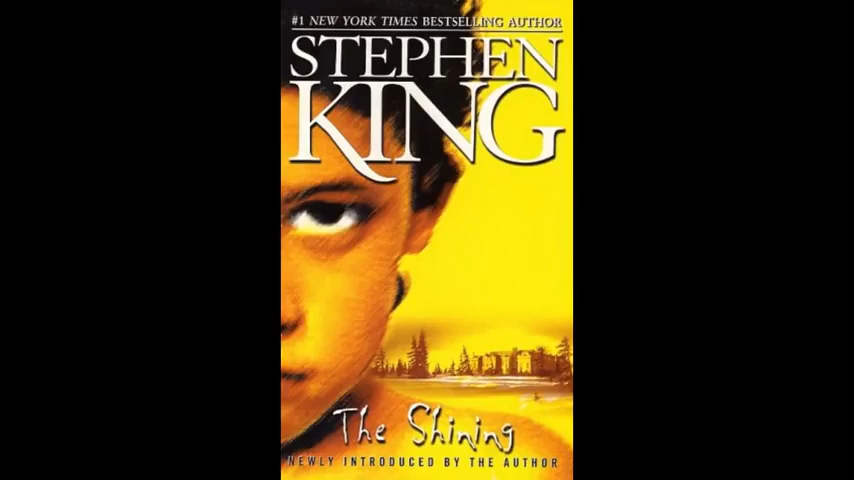 #1 NEW YORK TIMES BESTSELLING AUTHOR
STEPHEN
KING
The Shining
NEWLY INTRODUCED BY THE AUTHOR